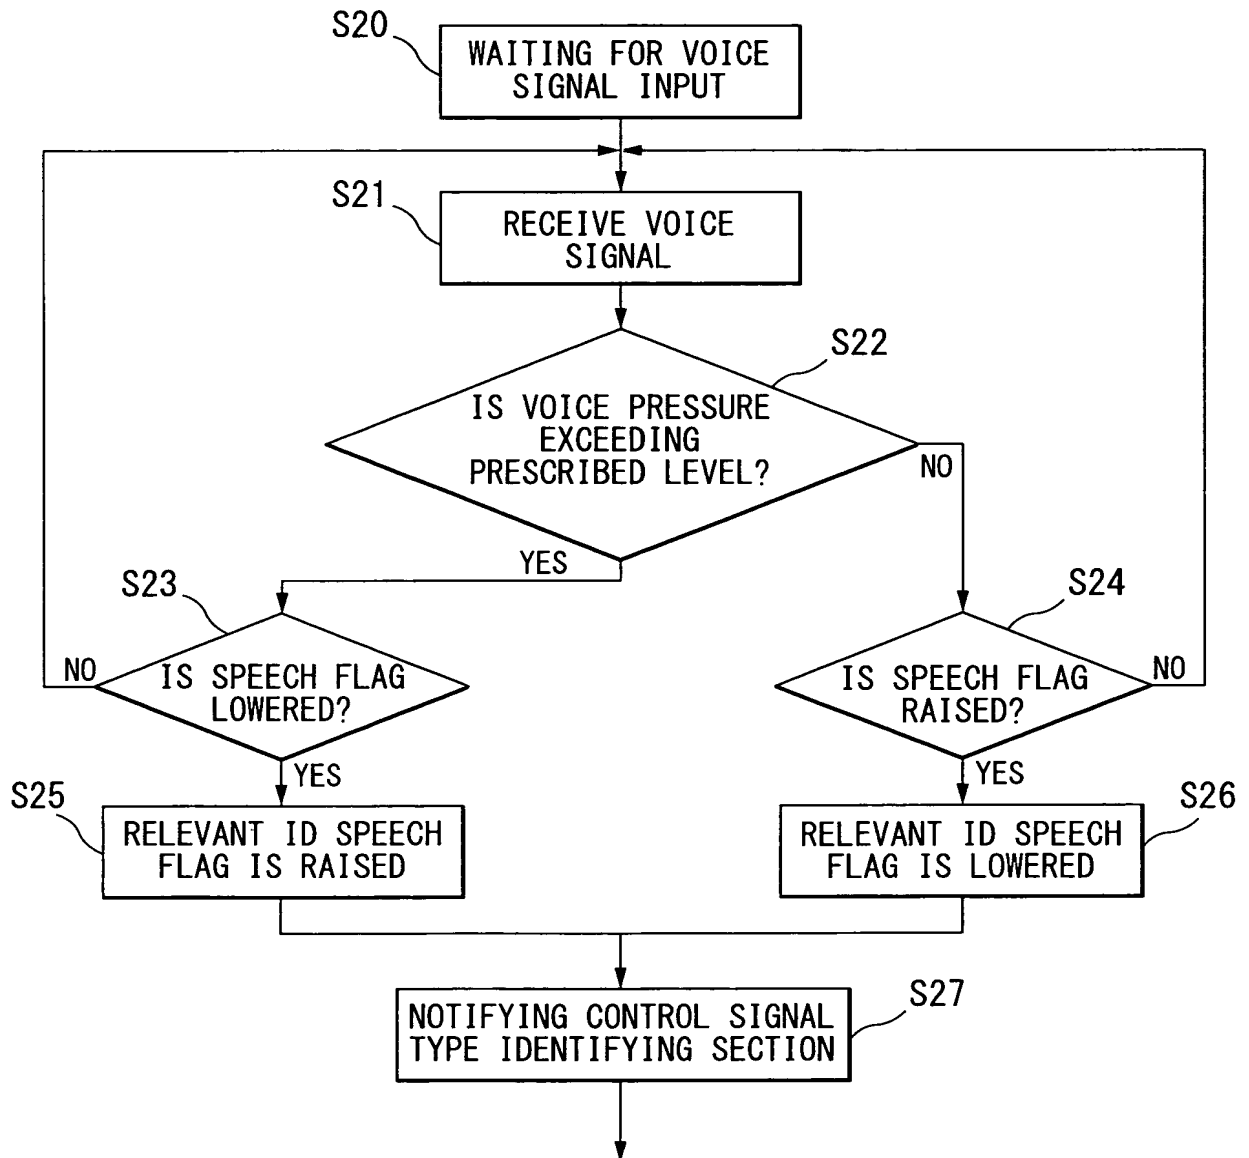 S20
WAITING FOR VOICE
SIGNAL INPUT
S21
RECEIVE VOICE
SIGNAL
S22
IS VOICE PRESSURE
EXCEEDING
PRESCRIBED LEVEL?
NO
YES
S23
IS SPEECH FLAG
LOWERED?
NO
YES
S24
IS SPEECH FLAG
RAISED?
NO
YES
S25
RELEVANT ID SPEECH
FLAG IS RAISED
S26
RELEVANT ID SPEECH
FLAG IS LOWERED
S27
NOTIFYING CONTROL SIGNAL
TYPE IDENTIFYING SECTION